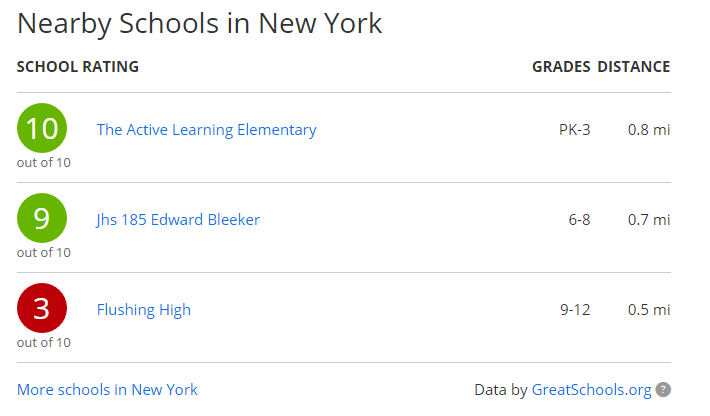 Nearby Schools in New York
SCHOOL RATING GRADES DISTANCE
10 The Active Learning Elementary PK-3 0.8 mi
out of 10
9 Jhs 185 Edward Bleeker 6-8 0.7 mi
out of 10
3 Flushing High 9-12 0.5 mi
out of 10
More schools in New York Data by GreatSchools.org ?